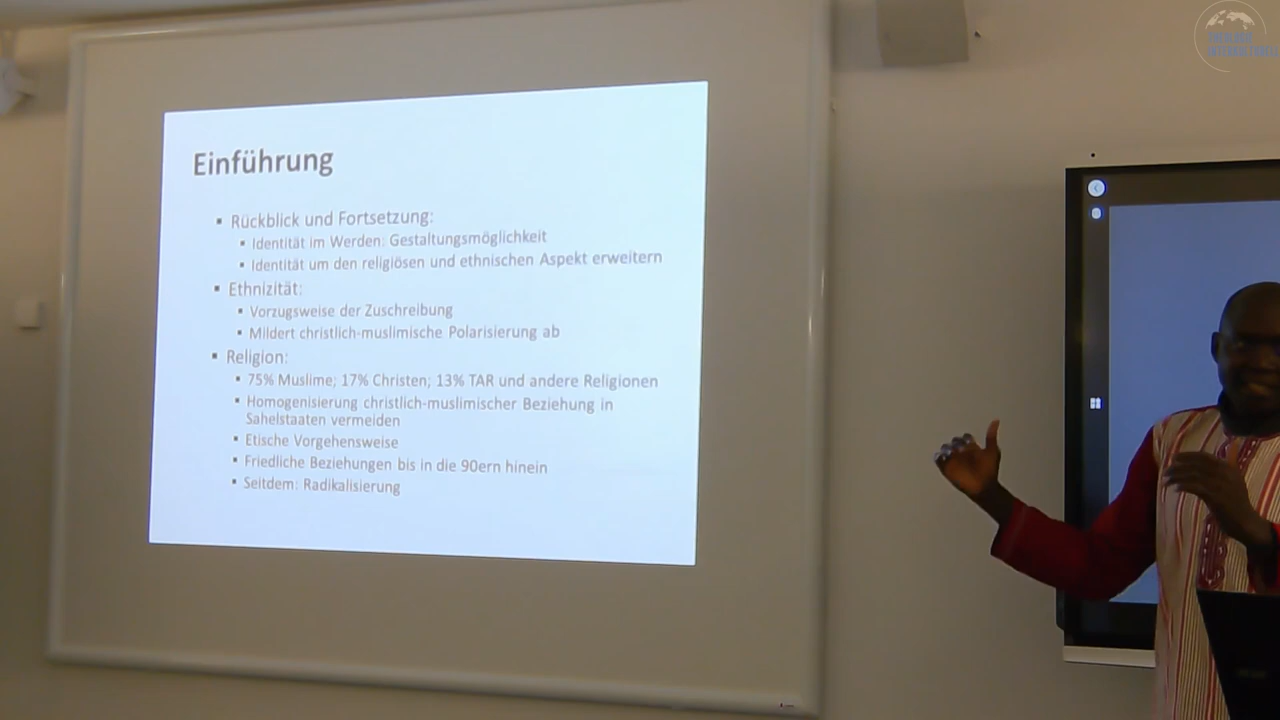 THEOLOGIE
INTERKULTURELL
Einführung
▪ Rückblick und Fortsetzung:
▪ Identität im Werden: Gestaltungsmöglichkeit
▪ Identität um den religiösen und ethnischen Aspekt erweitern
▪ Ethnizität:
▪ Vorzugsweise der Zuschreibung
▪ Mildert christlich-muslimische Polarisierung ab
▪ Religion:
▪ 75% Muslime; 17% Christen; 13% TAR und andere Religionen
▪ Homogenisierung christlich-muslimischer Beziehung in
Sahelstaaten vermeiden
▪ Etische Vorgehensweise
▪ Friedliche Beziehungen bis in die 90ern hinein
▪ Seitdem: Radikalisierung